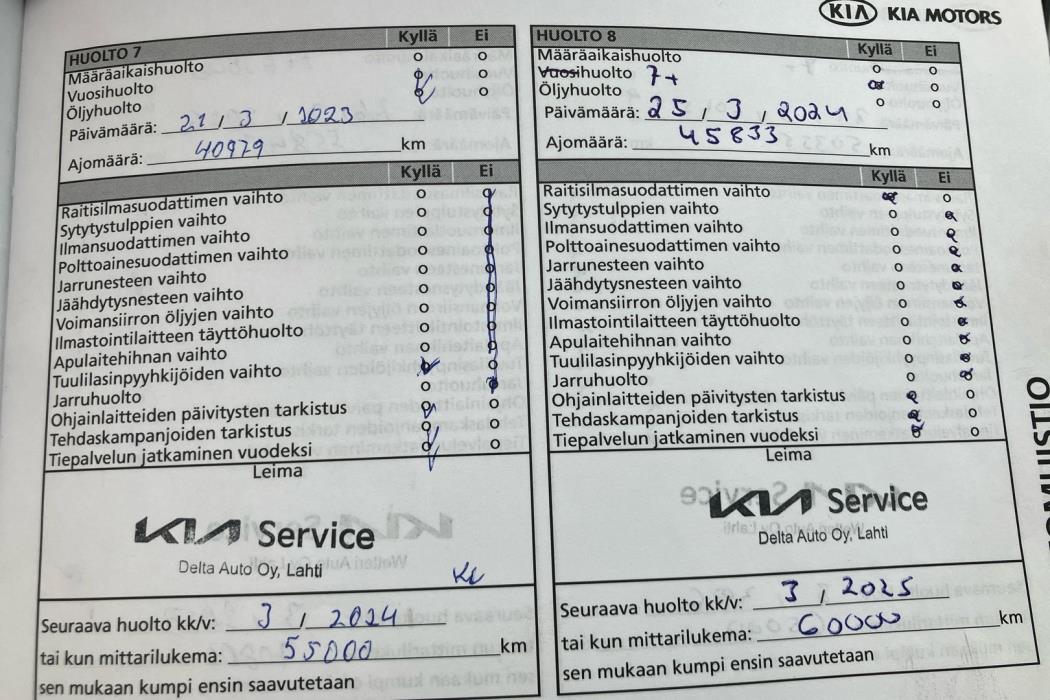 KIA KIA MOTORS
HUOLTO 7 Kyllä Ei
Määräaikaishuolto
Vuosihuolto
Öljyhuolto
Päivämäärä: 21 / 3 / 1023
Ajomäärä: 40979 km
Kyllä Ei
Raitisilmasuodattimen vaihto
Sytytystulppien vaihto
Ilmansuodattimen vaihto
Polttoainesuodattimen vaihto
Jarrunesteen vaihto
Jäähdytysnesteen vaihto
Voimansiirron öljyjen vaihto
Ilmastointilaitteen täyttöhuolto
Apulaitehihnan vaihto
Tuulilasinpyyhkijöiden vaihto
Jarruhuolto
Ohjainlaitteiden päivitysten tarkistus
Tehdaskampanjoiden tarkistus
Tiepalvelun jatkaminen vuodeksi
Leima
KIA Service
Delta Auto Oy, Lahti
Seuraava huolto kk/v: 3 / 2024
tai kun mittarilukema: 55000 km
sen mukaan kumpi ensin saavutetaan
HUOLTO 8 Kyllä Ei
Määräaikaishuolto
Vuosihuolto 7+
Öljyhuolto
Päivämäärä: 25 / 3 / 2024
Ajomäärä: 45833 km
Kyllä Ei
Raitisilmasuodattimen vaihto
Sytytystulppien vaihto
Ilmansuodattimen vaihto
Polttoainesuodattimen vaihto
Jarrunesteen vaihto
Jäähdytysnesteen vaihto
Voimansiirron öljyjen vaihto
Ilmastointilaitteen täyttöhuolto
Apulaitehihnan vaihto
Tuulilasinpyyhkijöiden vaihto
Jarruhuolto
Ohjainlaitteiden päivitysten tarkistus
Tehdaskampanjoiden tarkistus
Tiepalvelun jatkaminen vuodeksi
Leima
KIA Service
Delta Auto Oy, Lahti
Seuraava huolto kk/v: 3 / 2025
tai kun mittarilukema: 60000 km
sen mukaan kumpi ensin saavutetaan